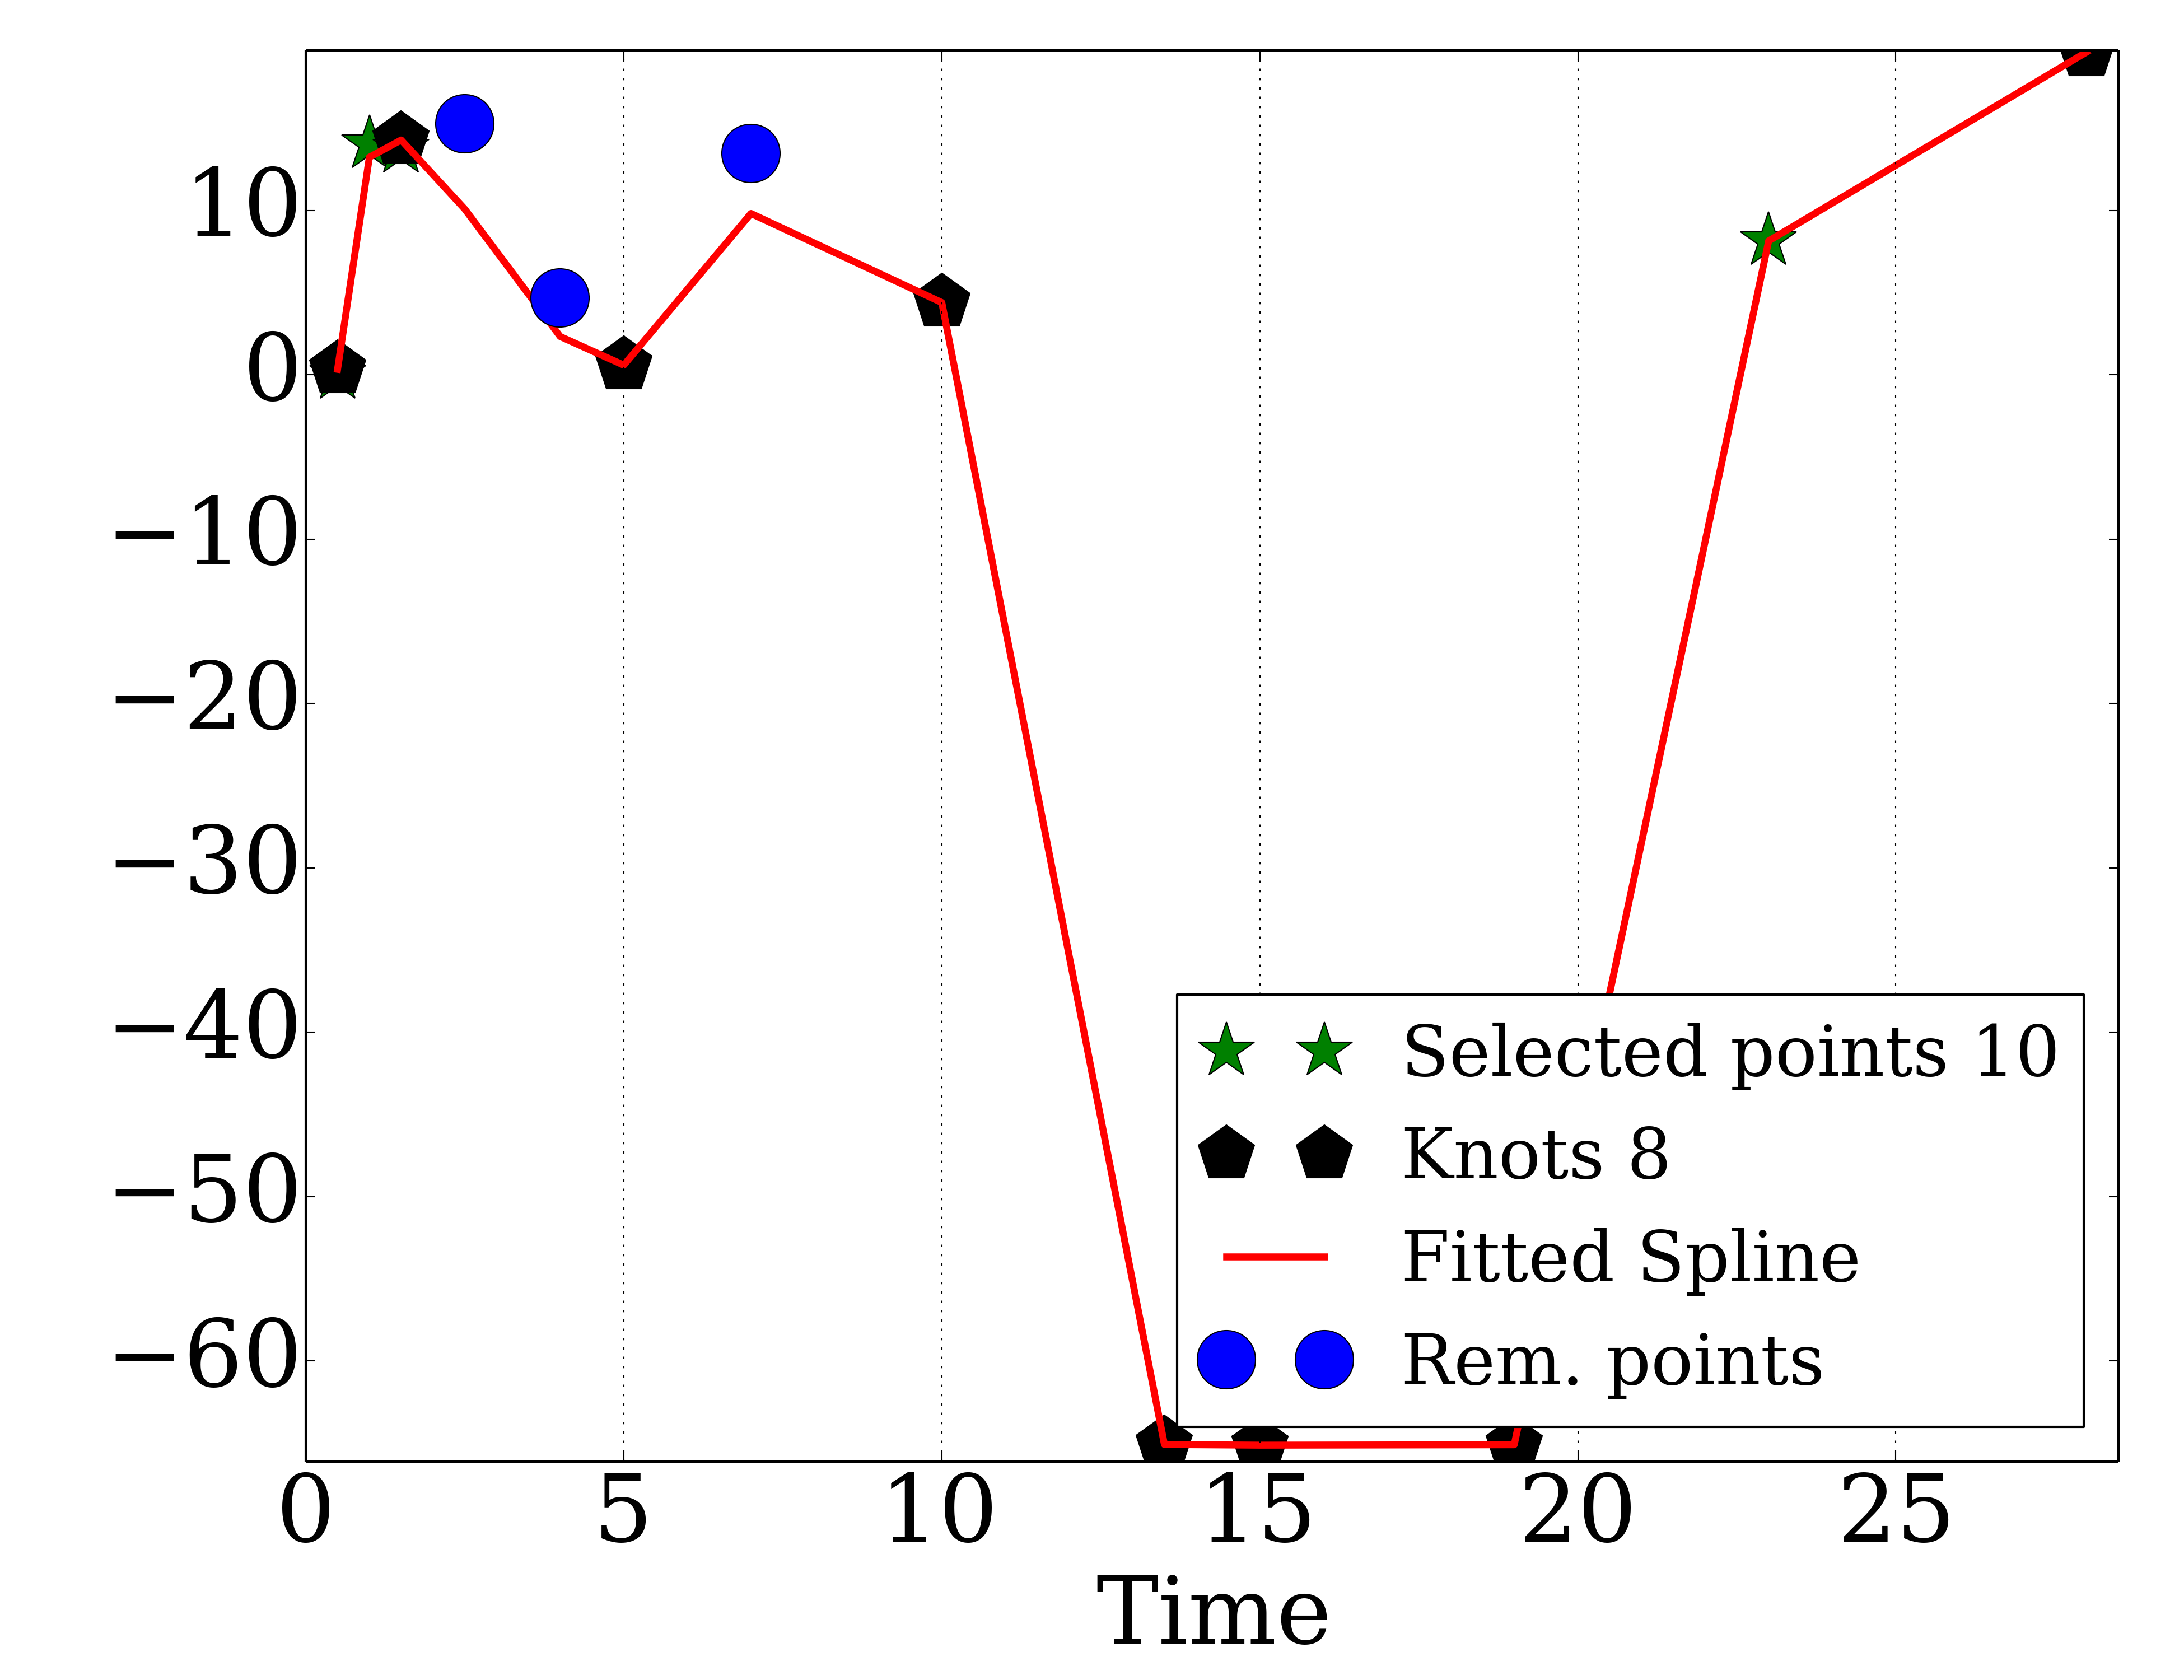 10
0
−10
−20
−30
−40
−50
−60
0 5 10 15 20 25
Time
Selected points 10
Knots 8
Fitted Spline
Rem. points